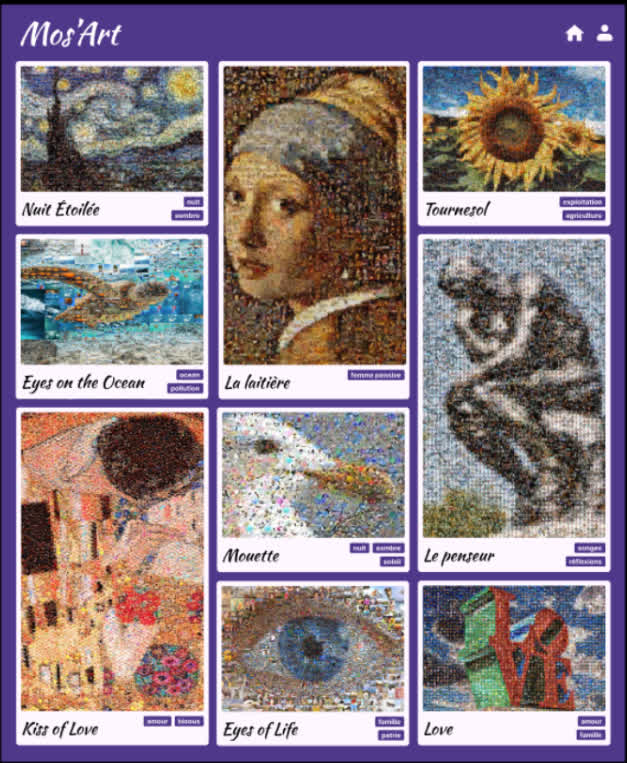 Mos'Art
Nuit Étoilée
nuit
sombre
La laitière
femme passive
Tournesol
exploitation
agriculture
Eyes on the Ocean
ocean
pollution
Mouette
nuit sombre
soleil
Le penseur
songes
réflexions
Kiss of Love
amour bisous
Eyes of Life
famille
patrie
Love
amour
famille